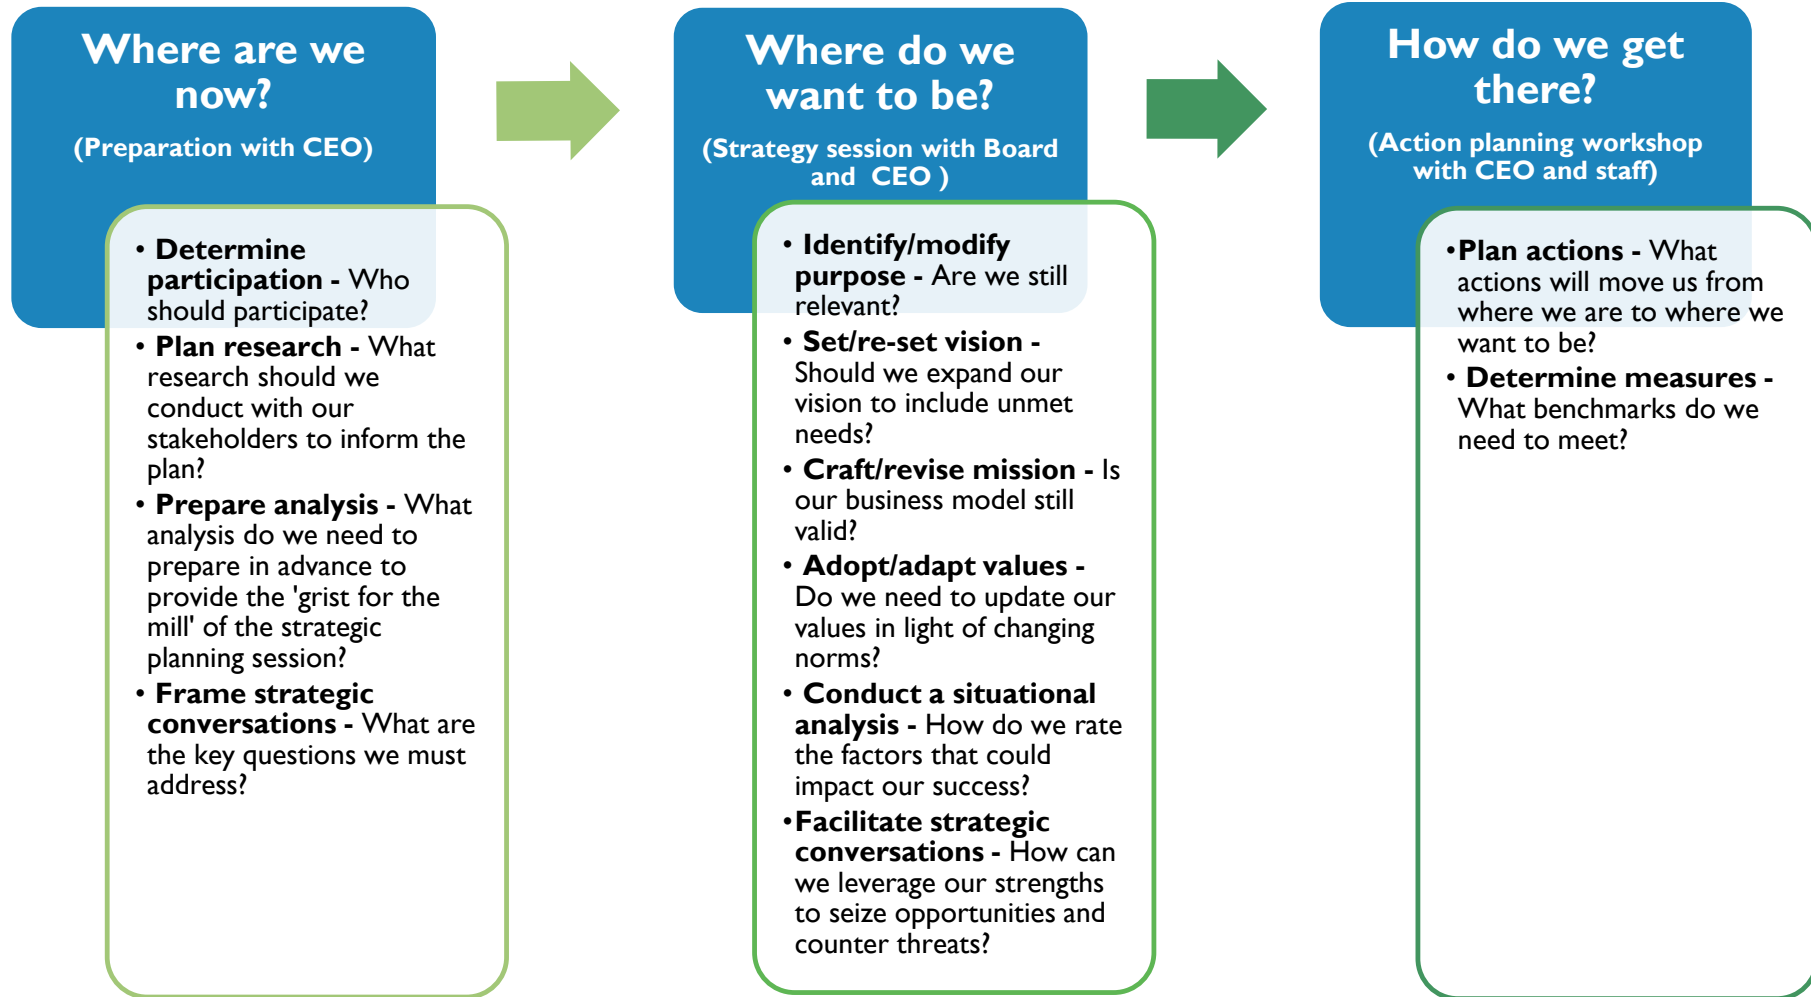 Where are we
now?
(Preparation with CEO)
• Determine
participation - Who
should participate?
• Plan research - What
research should we
conduct with our
stakeholders to inform the
plan?
• Prepare analysis - What
analysis do we need to
prepare in advance to
provide the 'grist for the
mill' of the strategic
planning session?
• Frame strategic
conversations - What are
the key questions we must
address?
Where do we
want to be?
(Strategy session with Board
and CEO )
• Identify/modify
purpose - Are we still
relevant?
• Set/re-set vision -
Should we expand our
vision to include unmet
needs?
• Craft/revise mission - Is
our business model still
valid?
• Adopt/adapt values -
Do we need to update our
values in light of changing
norms?
• Conduct a situational
analysis - How do we rate
the factors that could
impact our success?
•Facilitate strategic
conversations - How can
we leverage our strengths
to seize opportunities and
counter threats?
How do we get
there?
(Action planning workshop
with CEO and staff)
•Plan actions - What
actions will move us from
where we are to where we
want to be?
• Determine measures -
What benchmarks do we
need to meet?